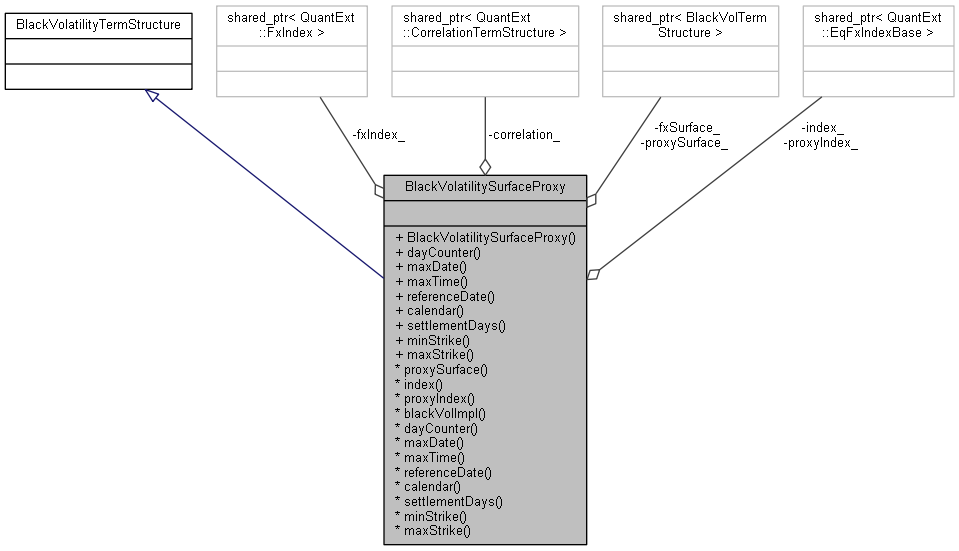 BlackVolatilityTermStructure
shared_ptr< QuantExt
::FxIndex >
shared_ptr< QuantExt
::CorrelationTermStructure >
shared_ptr< BlackVolTerm
Structure >
shared_ptr< QuantExt
::EqFxIndexBase >
-fxIndex_
-correlation_
-fxSurface_
-proxySurface_
-index_
-proxyIndex_
BlackVolatilitySurfaceProxy
+ BlackVolatilitySurfaceProxy()
+ dayCounter()
+ maxDate()
+ maxTime()
+ referenceDate()
+ calendar()
+ settlementDays()
+ minStrike()
+ maxStrike()
* proxySurface()
* index()
* proxyIndex()
* blackVolImpl()
* dayCounter()
* maxDate()
* maxTime()
* referenceDate()
* calendar()
* settlementDays()
* minStrike()
* maxStrike()